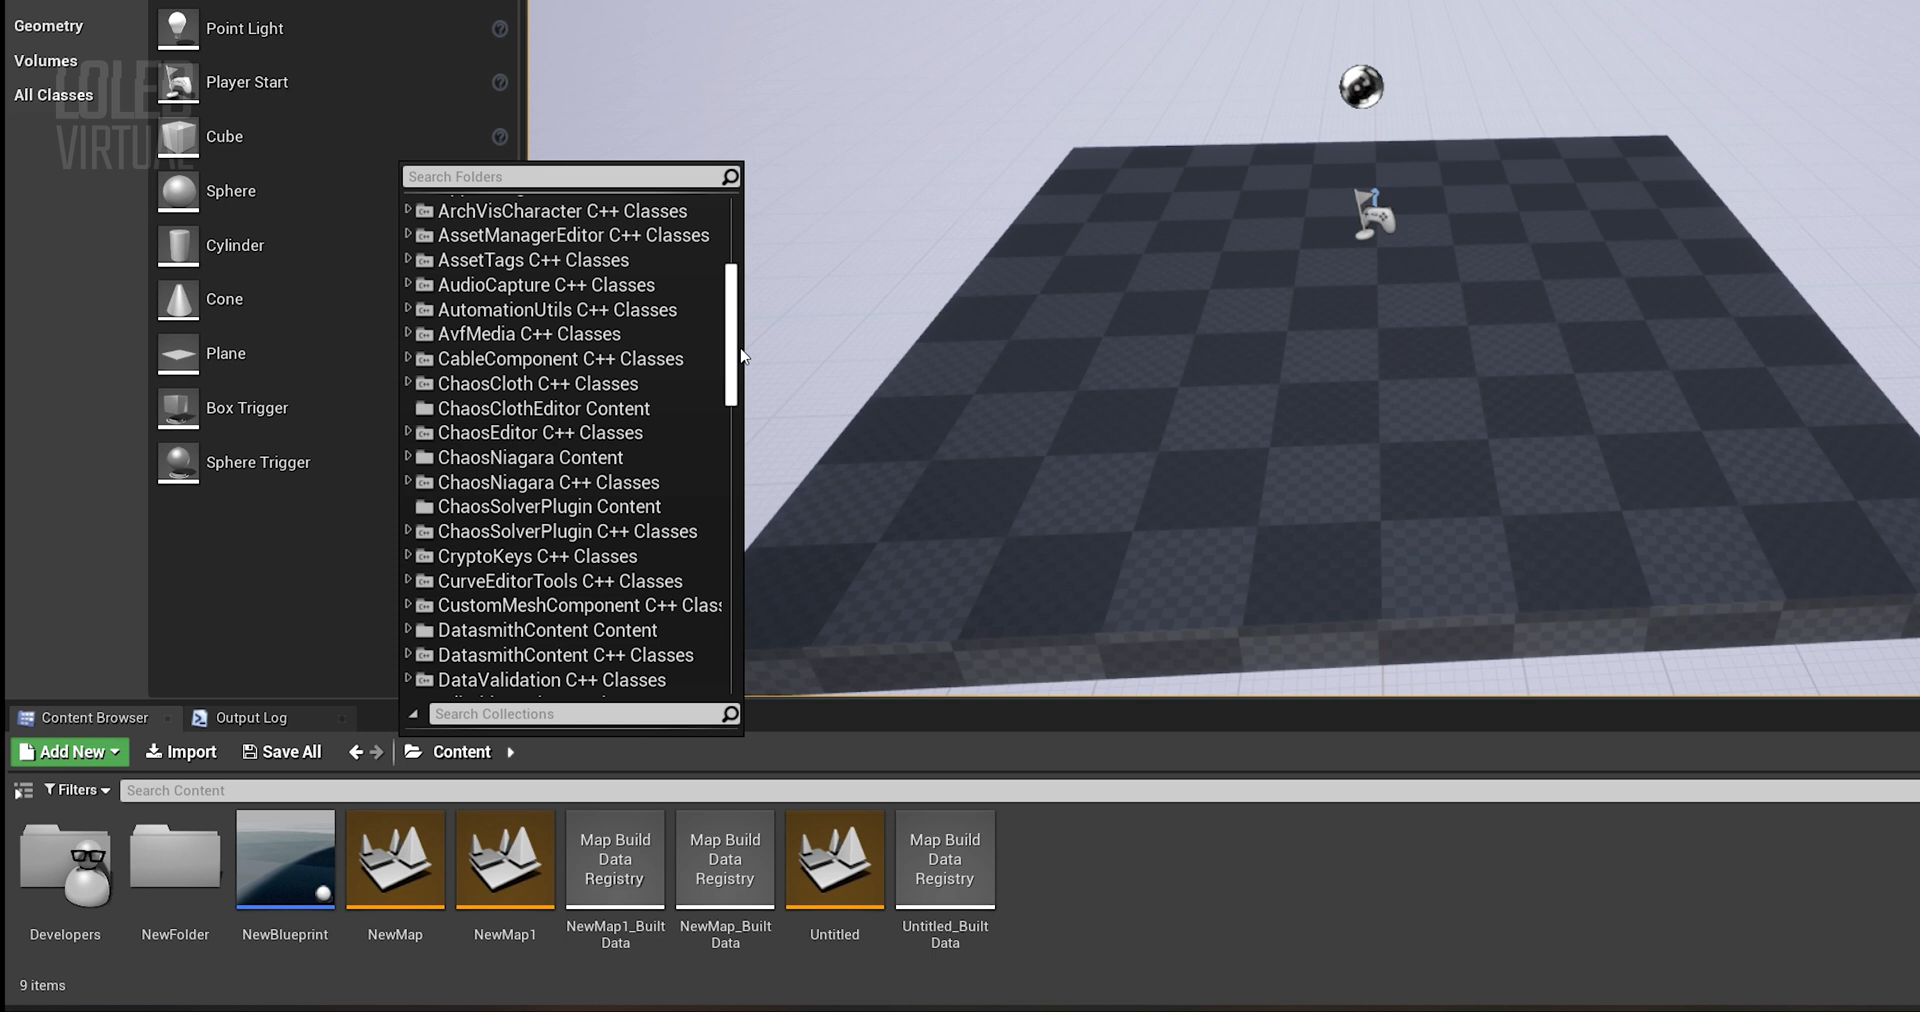 Geometry
Volumes
All Classes
LOLED
VIRTUAL
Point Light
Player Start
Cube
Sphere
Cylinder
Cone
Plane
Box Trigger
Sphere Trigger
Search Folders
ArchVisCharacter C++ Classes
AssetManagerEditor C++ Classes
AssetTags C++ Classes
AudioCapture C++ Classes
AutomationUtils C++ Classes
AvfMedia C++ Classes
CableComponent C++ Classes
ChaosCloth C++ Classes
ChaosClothEditor Content
ChaosEditor C++ Classes
ChaosNiagara Content
ChaosNiagara C++ Classes
ChaosSolverPlugin Content
ChaosSolverPlugin C++ Classes
CryptoKeys C++ Classes
CurveEditorTools C++ Classes
CustomMeshComponent C++ Class
DatasmithContent Content
DatasmithContent C++ Classes
DataValidation C++ Classes
Search Collections
Content Browser
Output Log
Add New
Import
Save All
Content
Filters
Search Content
Map Build
Data
Registry
Map Build
Data
Registry
Map Build
Data
Registry
Developers
NewFolder
NewBlueprint
NewMap
NewMap1
NewMap1_Built
Data
NewMap_Built
Data
Untitled
Untitled_Built
Data
9 items